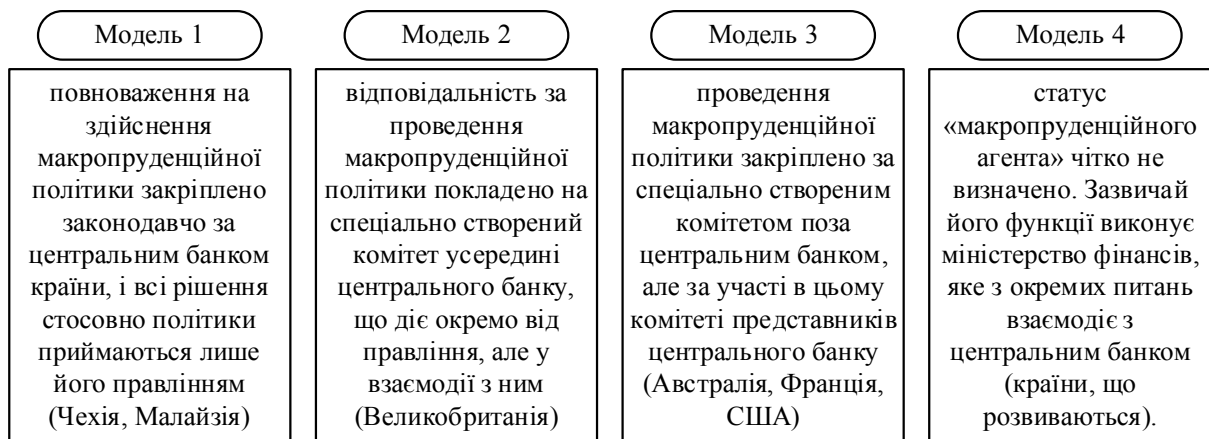 Модель 1
повноваження на
здійснення
макропруденційної
політики закріплено
законодавчо за
центральним банком
країни, і всі рішення
стосовно політики
приймаються лише
його правлінням
(Чехія, Малайзія)
Модель 2
відповідальність за
проведення
макропруденційної
політики покладено на
спеціально створений
комітет усередині
центрального банку,
що діє окремо від
правління, але у
взаємодії з ним
(Великобританія)
Модель 3
проведення
макропруденційної
політики закріплено за
спеціально створеним
комітетом поза
центральним банком,
але за участі в цьому
комітеті представників
центрального банку
(Австралія, Франція,
США)
Модель 4
статус
«макропруденційного
агента» чітко не
визначено. Зазвичай
його функції виконує
міністерство фінансів,
яке з окремих питань
взаємодіє з
центральним банком
(країни, що
розвиваються).